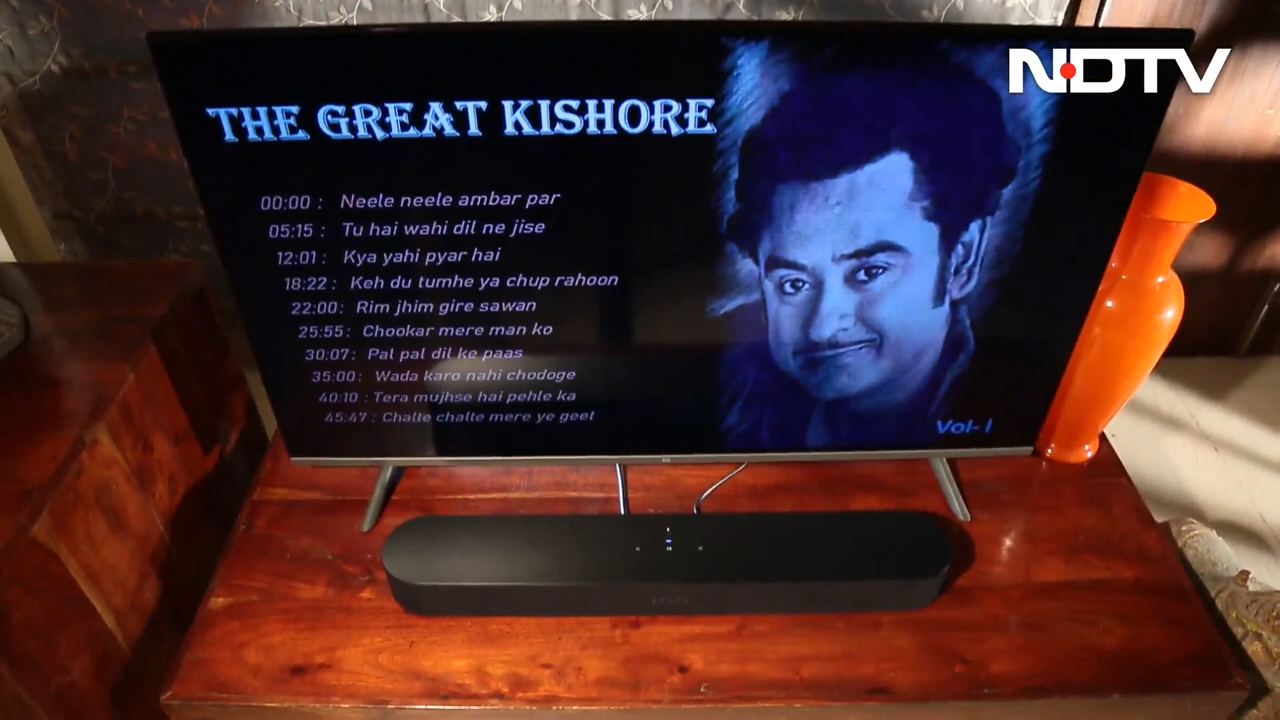 NDTV
THE GREAT KISHORE
00:00 : Neele neele ambar par
05:15 : Tu hai wahi dil ne jise
12:01 : Kya yahi pyar hai
18:22 : Keh du tumhe ya chup rahoon
22:00: Rim jhim gire sawan
25:55: Chookar mere man ko
30:07: Pal pal dil ke paas
35:00: Wada karo nahi chodoge
40:10 : Tera mujhse hai pehle ka
45:47 : Challe challe mere ye geet
Vol-I